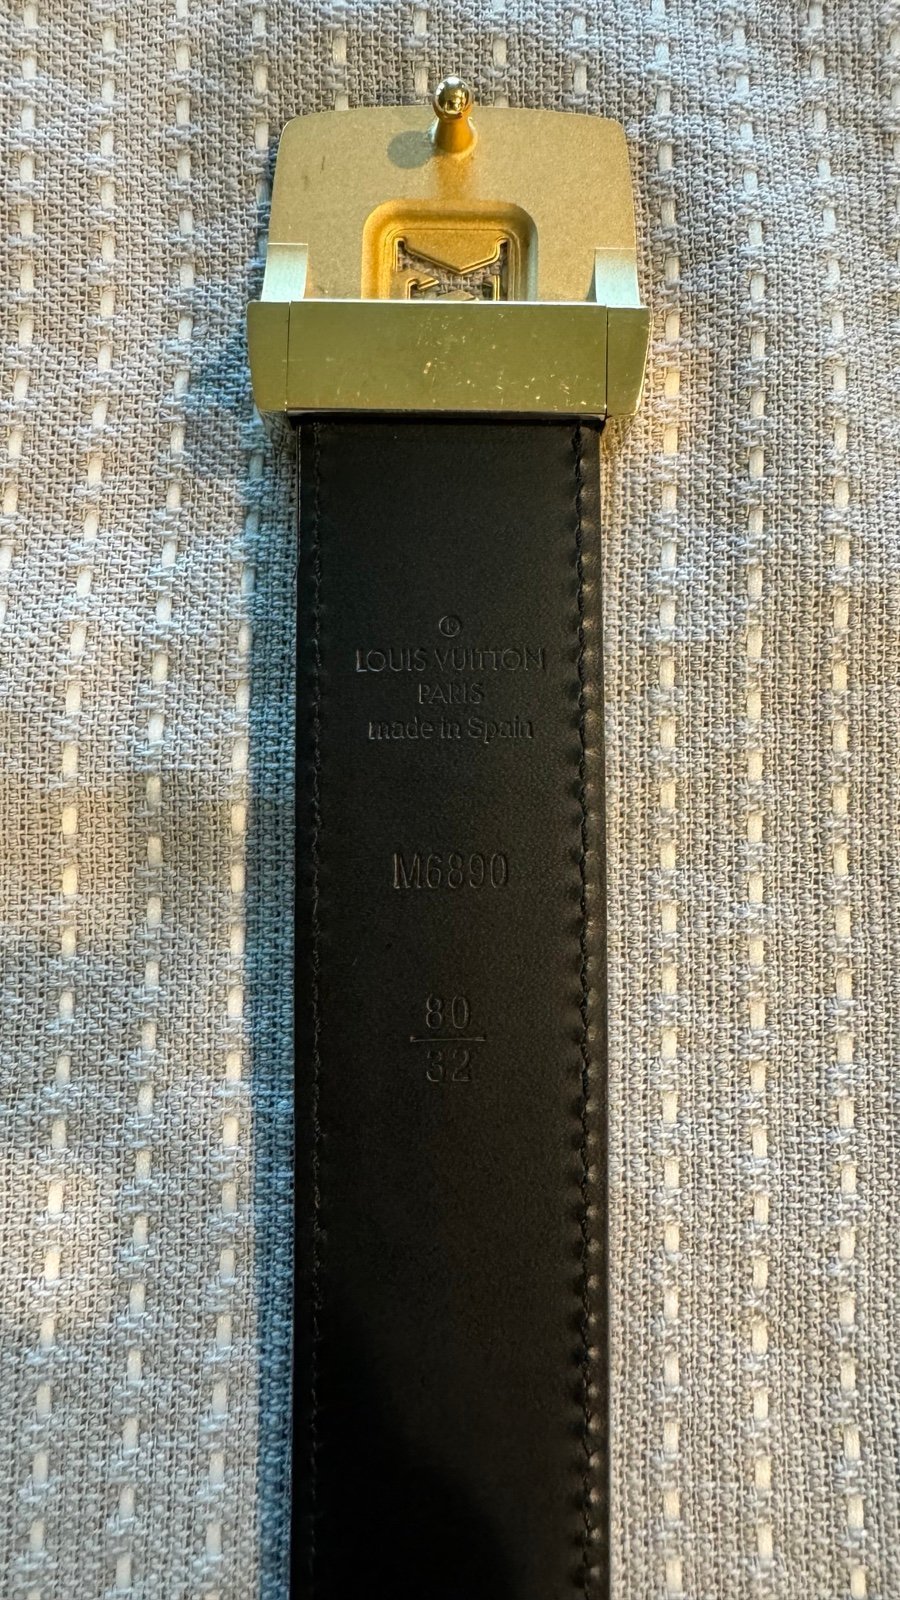 LOUIS VUITTON
PARIS
made in Spain
M6890
80
32